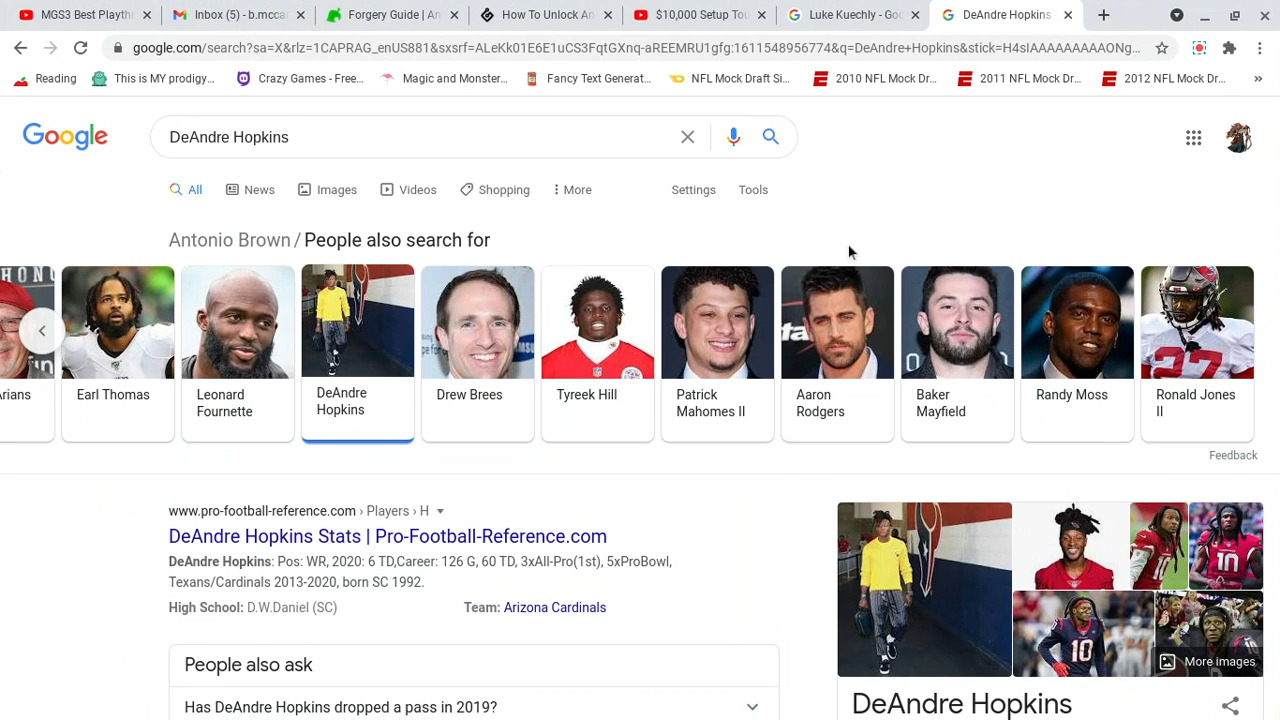 MGS3 Best Playthr
Inbox (5) - b.mccar
Forgery Guide | An
How To Unlock An
$10,000 Setup Tou
Luke Kuechly - Goo
DeAndre Hopkins
google.com/search?sa=X&rlz=1CAPRAG_enUS881&sxsrf=ALeKk01E6E1uCS3FqtGXnq-aREEMRU1gfg:1611548956774&q=DeAndre+Hopkins&stick=H4sIAAAAAAAAAONg...
Reading
This is MY prodigy...
Crazy Games - Free...
Magic and Monster...
Fancy Text Generat...
NFL Mock Draft Si...
2010 NFL Mock Dr...
2011 NFL Mock Dr...
2012 NFL Mock Dr...
»
Google
DeAndre Hopkins
All
News
Images
Videos
Shopping
More
Settings
Tools
Antonio Brown / People also search for
Arians
Earl Thomas
Leonard
Fournette
DeAndre
Hopkins
Drew Brees
Tyreek Hill
Patrick
Mahomes II
Aaron
Rodgers
Baker
Mayfield
Randy Moss
Ronald Jones
II
Feedback
www.pro-football-reference.com › Players › H
DeAndre Hopkins Stats | Pro-Football-Reference.com
DeAndre Hopkins: Pos: WR, 2020: 6 TD,Career: 126 G, 60 TD, 3xAll-Pro(1st), 5xProBowl,
Texans/Cardinals 2013-2020, born SC 1992.
High School: D.W.Daniel (SC)
Team: Arizona Cardinals
People also ask
Has DeAndre Hopkins dropped a pass in 2019?
More images
DeAndre Hopkins